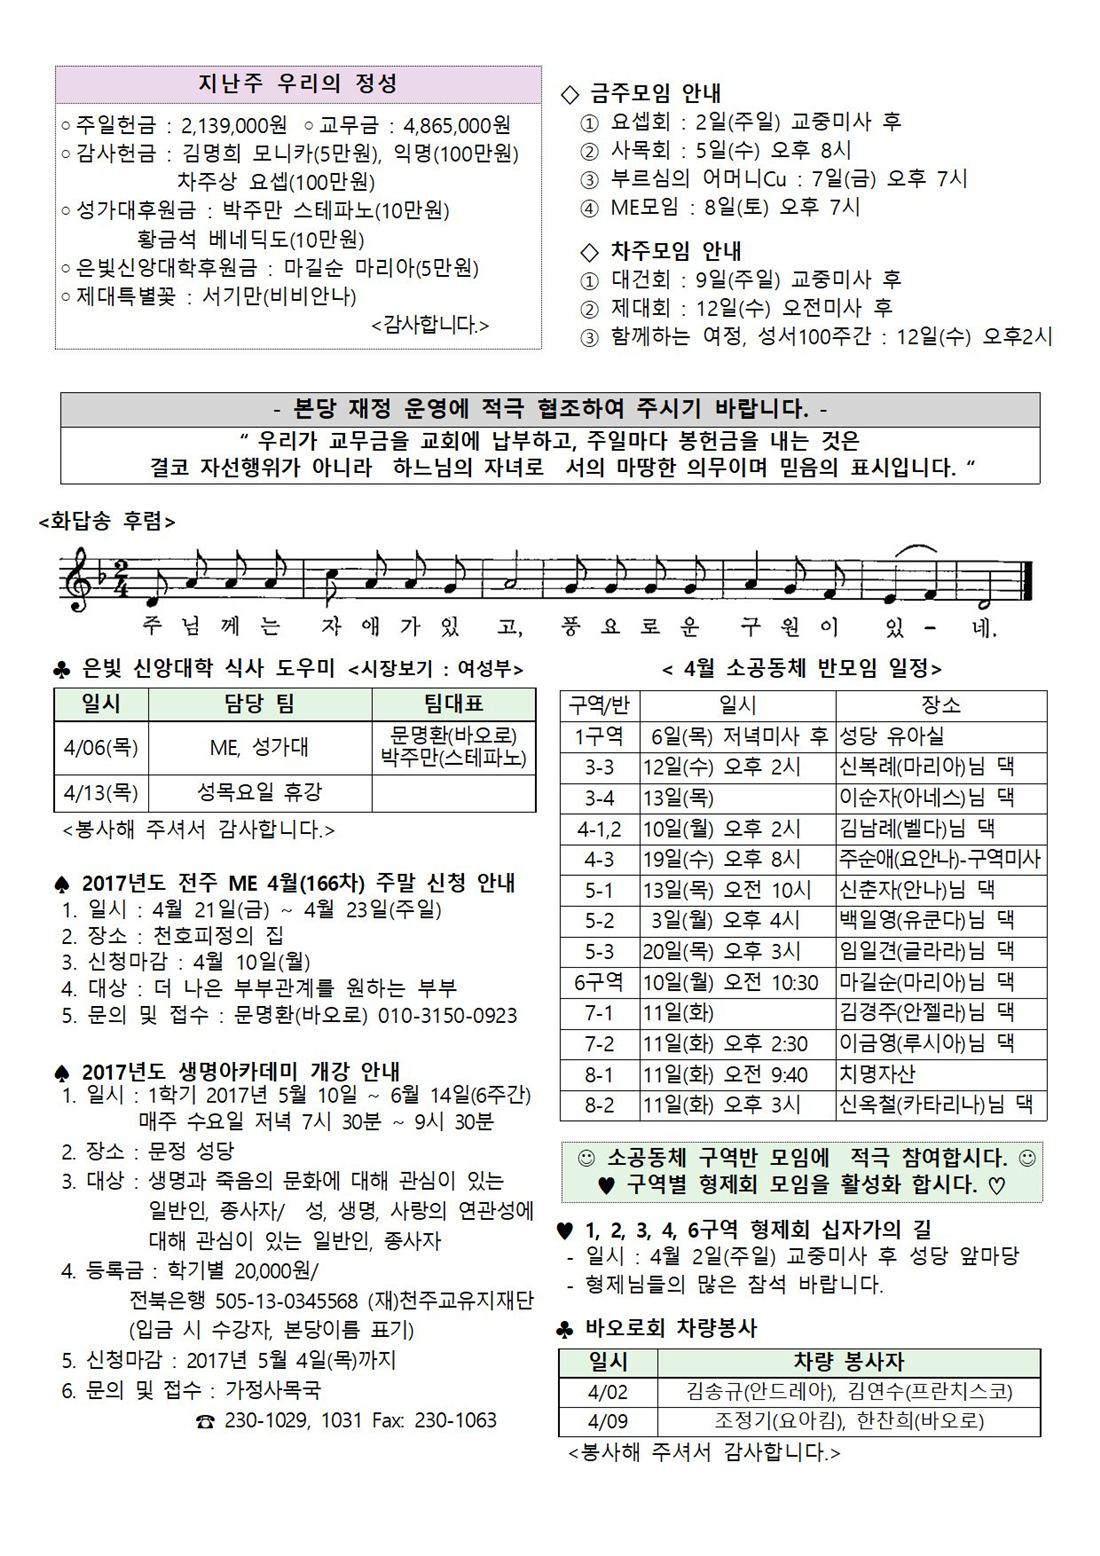 지난주 우리의 정성
○ 주일헌금 : 2,139,000원 ○ 교무금 : 4,865,000원
○ 감사헌금 : 김명희 모니카(5만원), 익명(100만원)
차주상 요셉(100만원)
○ 성가대후원금 : 박주만 스테파노(10만원)
황금석 베네딕도(10만원)
○ 은빛신앙대학후원금 : 마길순 마리아(5만원)
○ 제대특별꽃 : 서기만(비비안나)
<감사합니다.>
◇ 금주모임 안내
① 요셉회 : 2일(주일) 교중미사 후
② 사목회 : 5일(수) 오후 8시
③ 부르심의 어머니Cu : 7일(금) 오후 7시
④ ME모임 : 8일(토) 오후 7시
◇ 차주모임 안내
① 대건회 : 9일(주일) 교중미사 후
② 제대회 : 12일(수) 오전미사 후
③ 함께하는 여정, 성서100주간 : 12일(수) 오후2시
- 본당 재정 운영에 적극 협조하여 주시기 바랍니다. -
“ 우리가 교무금을 교회에 납부하고, 주일마다 봉헌금을 내는 것은
결코 자선행위가 아니라 하느님의 자녀로 서의 마땅한 의무이며 믿음의 표시입니다. “
<화답송 후렴>
2
4
주 님 께 는 자 애 가 있 고, 풍 요 로 운 구 원 이 있 - 네.
♣ 은빛 신앙대학 식사 도우미 <시장보기 : 여성부>
일시 담당 팀 팀대표
4/06(목) ME, 성가대 문명환(바오로)
박주만(스테파노)
4/13(목) 성목요일 휴강
<봉사해 주셔서 감사합니다.>
♠ 2017년도 전주 ME 4월(166차) 주말 신청 안내
1. 일시 : 4월 21일(금) ~ 4월 23일(주일)
2. 장소 : 천호피정의 집
3. 신청마감 : 4월 10일(월)
4. 대상 : 더 나은 부부관계를 원하는 부부
5. 문의 및 접수 : 문명환(바오로) 010-3150-0923
♠ 2017년도 생명아카데미 개강 안내
1. 일시 : 1학기 2017년 5월 10일 ~ 6월 14일(6주간)
매주 수요일 저녁 7시 30분 ~ 9시 30분
2. 장소 : 문정 성당
3. 대상 : 생명과 죽음의 문화에 대해 관심이 있는
일반인, 종사자/ 성, 생명, 사랑의 연관성에
대해 관심이 있는 일반인, 종사자
4. 등록금 : 학기별 20,000원/
전북은행 505-13-0345568 (재)천주교유지재단
(입금 시 수강자, 본당이름 표기)
5. 신청마감 : 2017년 5월 4일(목)까지
6. 문의 및 접수 : 가정사목국
☎ 230-1029, 1031 Fax: 230-1063
< 4월 소공동체 반모임 일정>
구역/반 일시 장소
1구역 6일(목) 저녁미사 후 성당 유아실
3-3 12일(수) 오후 2시 신복례(마리아)님 댁
3-4 13일(목) 이순자(아네스)님 댁
4-1,2 10일(월) 오후 2시 김남례(벨다)님 댁
4-3 19일(수) 오후 8시 주순애(요안나)-구역미사
5-1 13일(목) 오전 10시 신춘자(안나)님 댁
5-2 3일(월) 오후 4시 백일영(유쿤다)님 댁
5-3 20일(목) 오후 3시 임일견(글라라)님 댁
6구역 10일(월) 오전 10:30 마길순(마리아)님 댁
7-1 11일(화) 김경주(안젤라)님 댁
7-2 11일(화) 오후 2:30 이금영(루시아)님 댁
8-1 11일(화) 오전 9:40 치명자산
8-2 11일(화) 오후 3시 신옥철(카타리나)님 댁
☺ 소공동체 구역반 모임에 적극 참여합시다. ☺
♥ 구역별 형제회 모임을 활성화 합시다. ♡
♥ 1, 2, 3, 4, 6구역 형제회 십자가의 길
- 일시 : 4월 2일(주일) 교중미사 후 성당 앞마당
- 형제님들의 많은 참석 바랍니다.
♣ 바오로회 차량봉사
일시 차량 봉사자
4/02 김송규(안드레아), 김연수(프란치스코)
4/09 조정기(요아킴), 한찬희(바오로)
<봉사해 주셔서 감사합니다.>